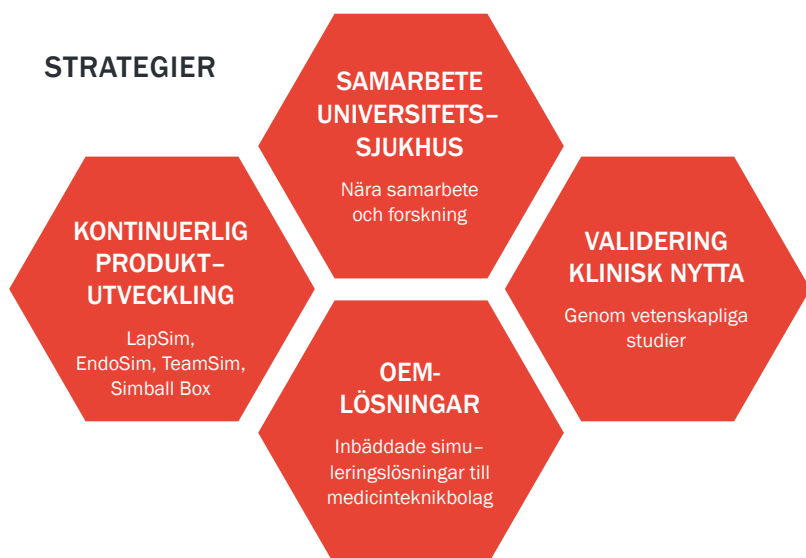 STRATEGIER
SAMARBETE
UNIVERSITETS–
SJUKHUS
Nära samarbete
och forskning
KONTINUERLIG
PRODUKT–
UTVECKLING
LapSim,
EndoSim, TeamSim,
Simball Box
VALIDERING
KLINISK NYTTA
Genom vetenskapliga
studier
OEM-
LÖSNINGAR
Inbäddade simu–
leringslösningar till
medicinteknikbolag